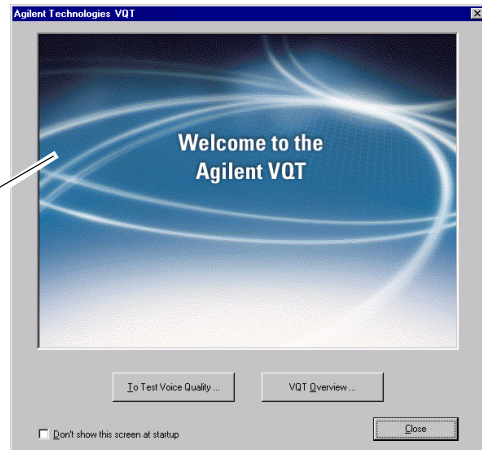 Agilent Technologies VQT
Welcome to the
Agilent VQT
To Test Voice Quality ...
VQT Overview ...
Don't show this screen at startup
Close